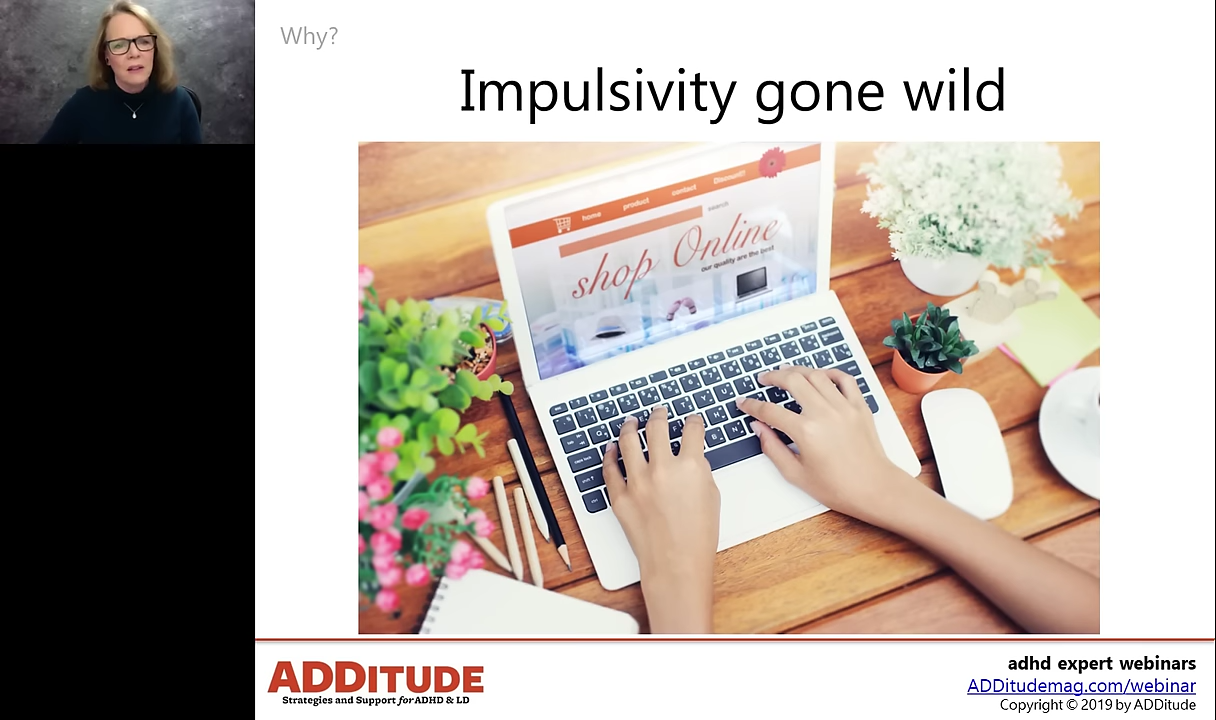 Why?
Impulsivity gone wild
home product contact Discount!
search
shop Online
our quality are the best
ADDITUDE
Strategies and Support for ADHD & LD
adhd expert webinars
ADDitudemag.com/webinar
Copyright © 2019 by ADDitude